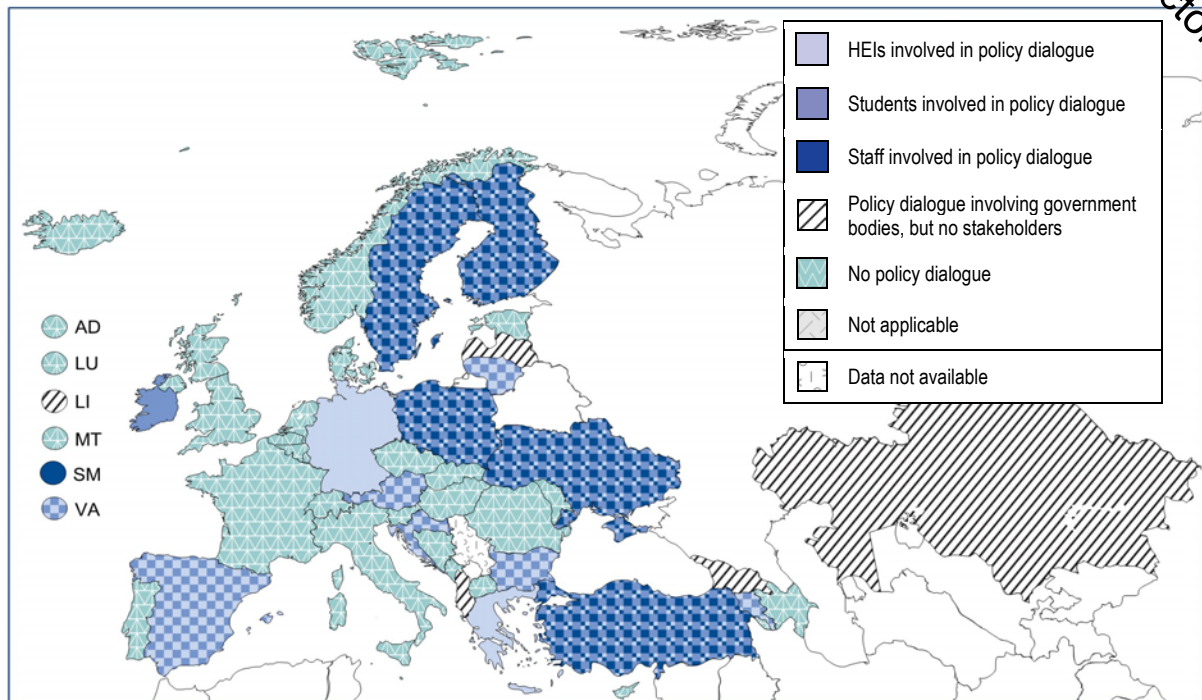 HEIs involved in policy dialogue
Students involved in policy dialogue
Staff involved in policy dialogue
Policy dialogue involving government
bodies, but no stakeholders
No policy dialogue
Not applicable
Data not available
AD
LU
LI
MT
SM
VA